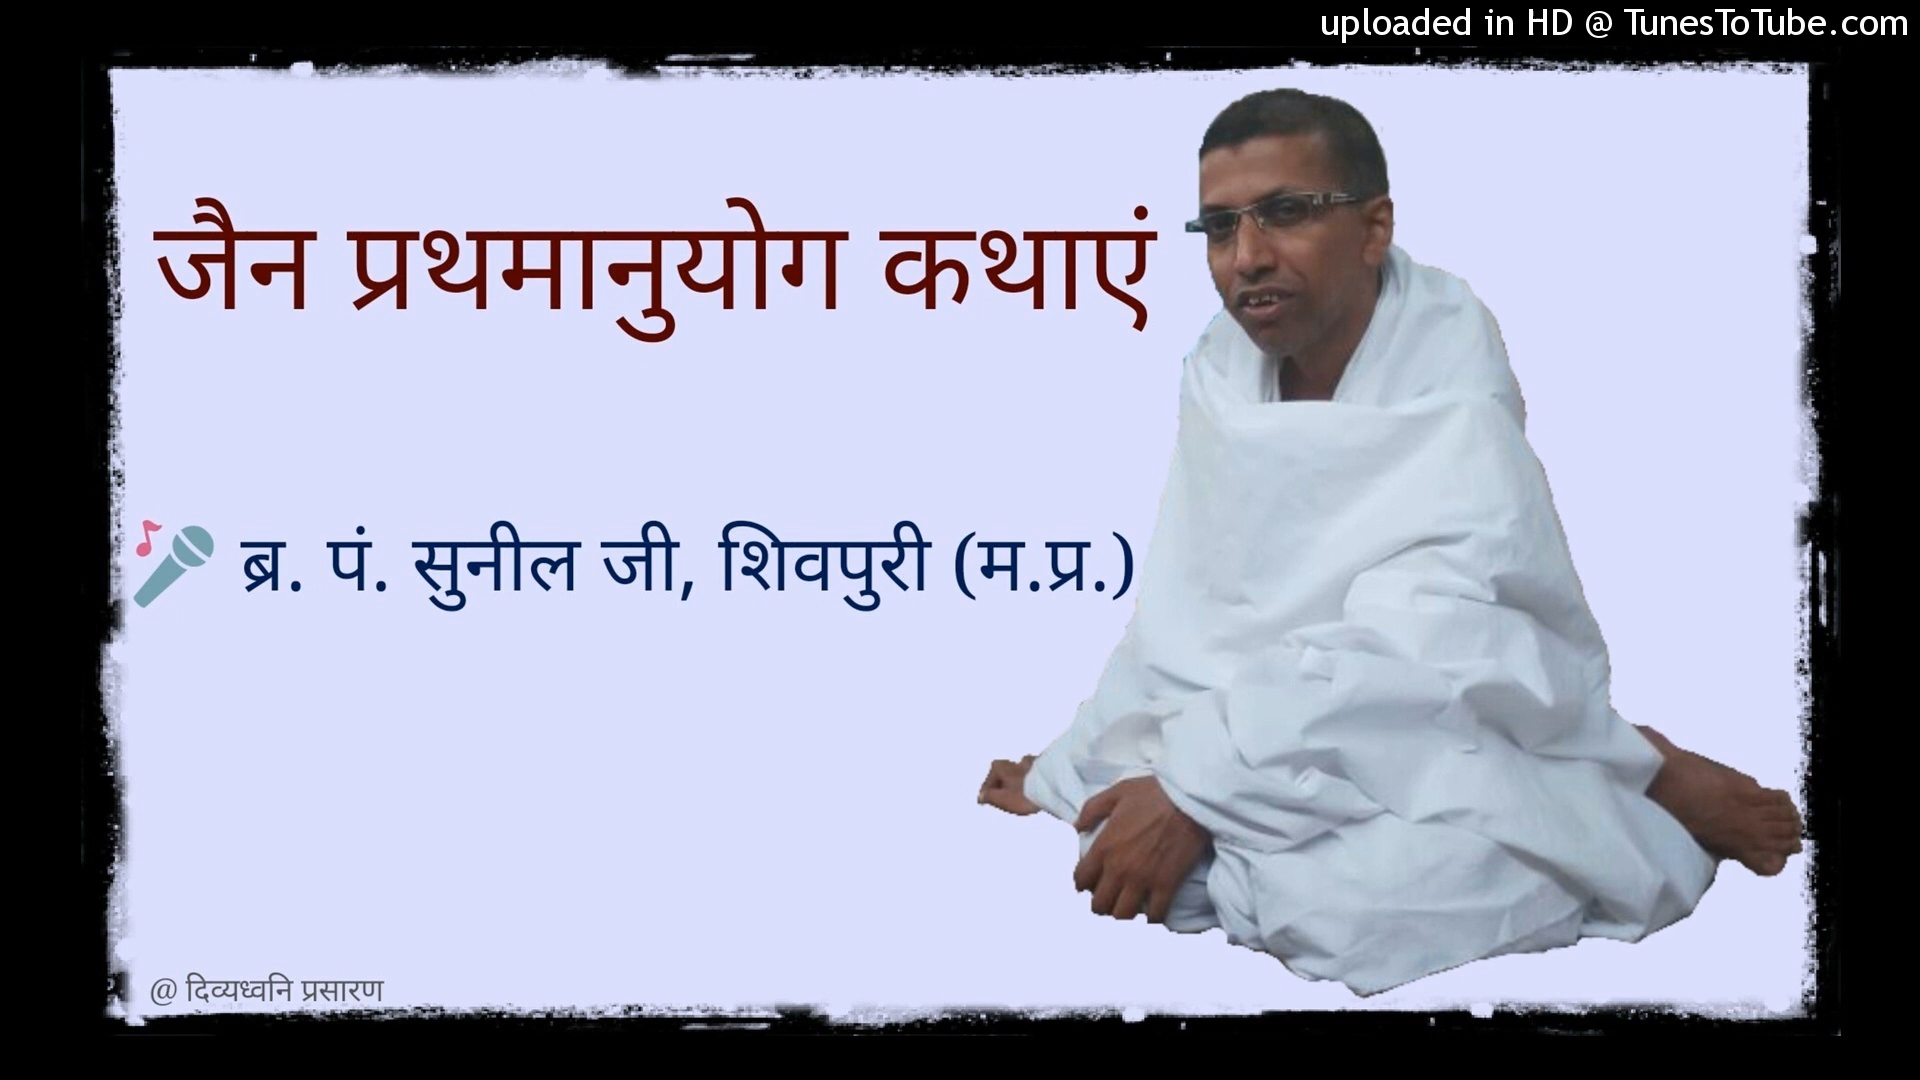 uploaded in HD @ TunesToTube.com
जैन प्रथमानुयोग कथाएं
ब्र. पं. सुनील जी, शिवपुरी (म.प्र.)
@ दिव्यध्वनि प्रसारण